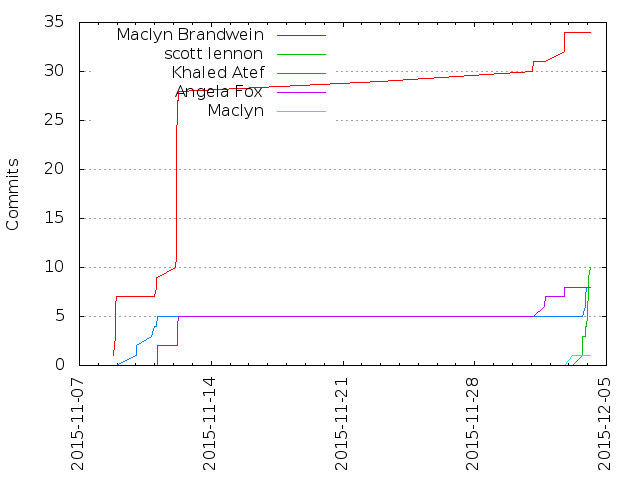 35
30
25
20
15
10
5
0
Commits
Maclyn Brandwein
scott lennon
Khaled Atef
Angela Fox
Maclyn
2015-11-07
2015-11-14
2015-11-21
2015-11-28
2015-12-05